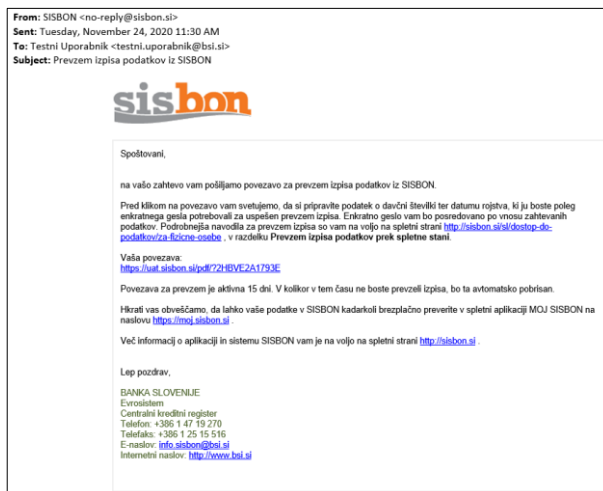 From: SISBON <no-reply@sisbon.si>
Sent: Tuesday, November 24, 2020 11:30 AM
To: Testni Uporabnik <testni.uporabnik@bsi.si>
Subject: Prevzem izpisa podatkov iz SISBON
sisbon
Spoštovani,
na vašo zahtevo vam pošiljamo povezavo za prevzem izpisa podatkov iz SISBON.
Pred klikom na povezavo vam svetujemo, da si pripravite podatek o davčni številki ter datumu rojstva, ki ju boste poleg
enkratnega gesla potrebovali za uspešen prevzem izpisa. Enkratno geslo vam bo posredovano po vnosu zahtevanih
podatkov. Podrobnejša navodila za prevzem izpisa so vam na voljo na spletni strani http://sisbon.si/sl/dostop-do-
podatkov/za-fizicne-osebe , v razdelku Prevzem izpisa podatkov prek spletne stani.
Vaša povezava:
https://uat.sisbon.si/pdf/?2HBVE2A1793E
Povezava za prevzem je aktivna 15 dni. V kolikor v tem času ne boste prevzeli izpisa, bo ta avtomatsko pobrisan.
Hkrati vas obveščamo, da lahko vaše podatke v SISBON kadarkoli brezplačno preverite v spletni aplikaciji MOJ SISBON na
naslovu https://moj.sisbon.si .
Več informacij o aplikaciji in sistemu SISBON vam je na voljo na spletni strani http://sisbon.si .
Lep pozdrav,
BANKA SLOVENIJE
Evrosistem
Centralni kreditni register
Telefon: +386 1 47 19 270
Telefaks: +386 1 25 15 516
E-naslov: info.sisbon@bsi.si
Internetni naslov: http://www.bsi.si